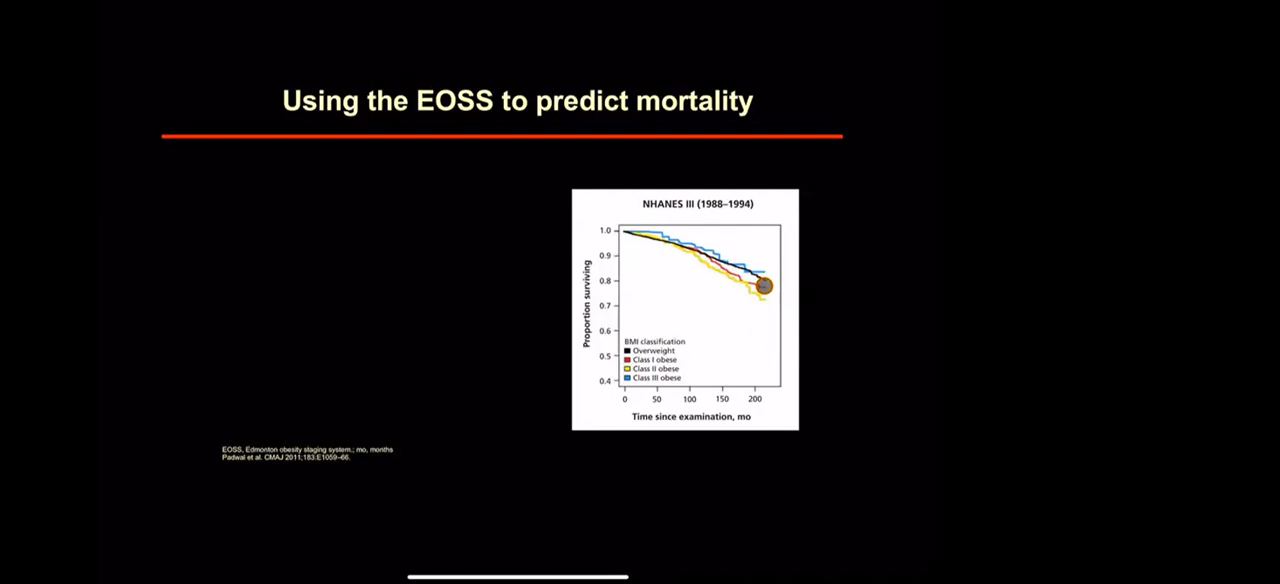 Using the EOSS to predict mortality
NHANES III (1988–1994)
Proportion surviving
1.0
0.9
0.8
0.7
0.6
0.5
0.4
BMI classification
Overweight
Class I obese
Class II obese
Class III obese
0 50 100 150 200
Time since examination, mo
EOSS, Edmonton obesity staging system,; mo, months
Padwal et al. CMAJ 2011;183:E1059–66.